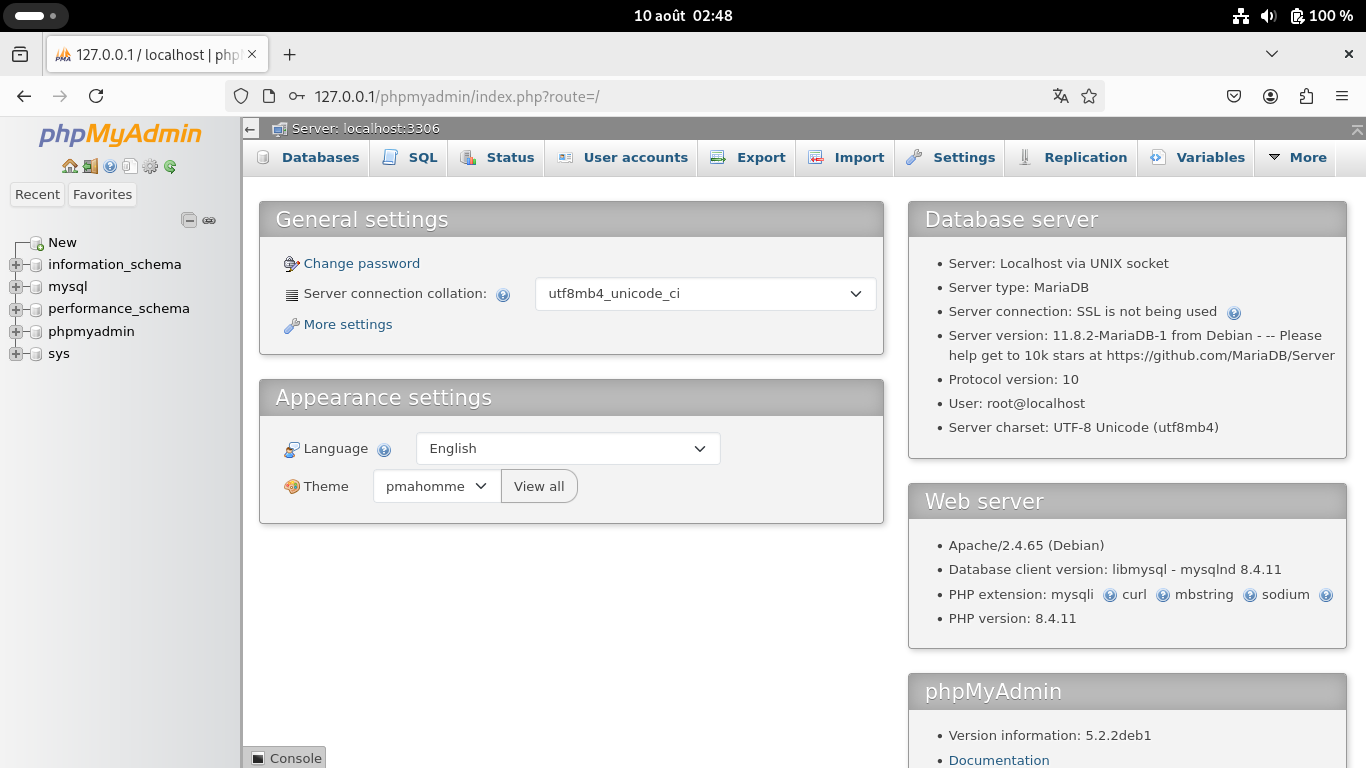 10 août 02:48
100 %
127.0.0.1 / localhost | php
127.0.0.1/phpmyadmin/index.php?route=/
phpMyAdmin
Recent
Favorites
New
information_schema
mysql
performance_schema
phpmyadmin
sys
Server: localhost:3306
Databases
SQL
Status
User accounts
Export
Import
Settings
Replication
Variables
More
General settings
Change password
Server connection collation:
utf8mb4_unicode_ci
More settings
Appearance settings
Language
English
Theme
pmahomme
View all
Database server
Server: Localhost via UNIX socket
Server type: MariaDB
Server connection: SSL is not being used
Server version: 11.8.2-MariaDB-1 from Debian - -- Please
help get to 10k stars at https://github.com/MariaDB/Server
Protocol version: 10
User: root@localhost
Server charset: UTF-8 Unicode (utf8mb4)
Web server
Apache/2.4.65 (Debian)
Database client version: libmysql - mysqlnd 8.4.11
PHP extension: mysqli curl mbstring sodium
PHP version: 8.4.11
phpMyAdmin
Version information: 5.2.2deb1
Documentation
Console